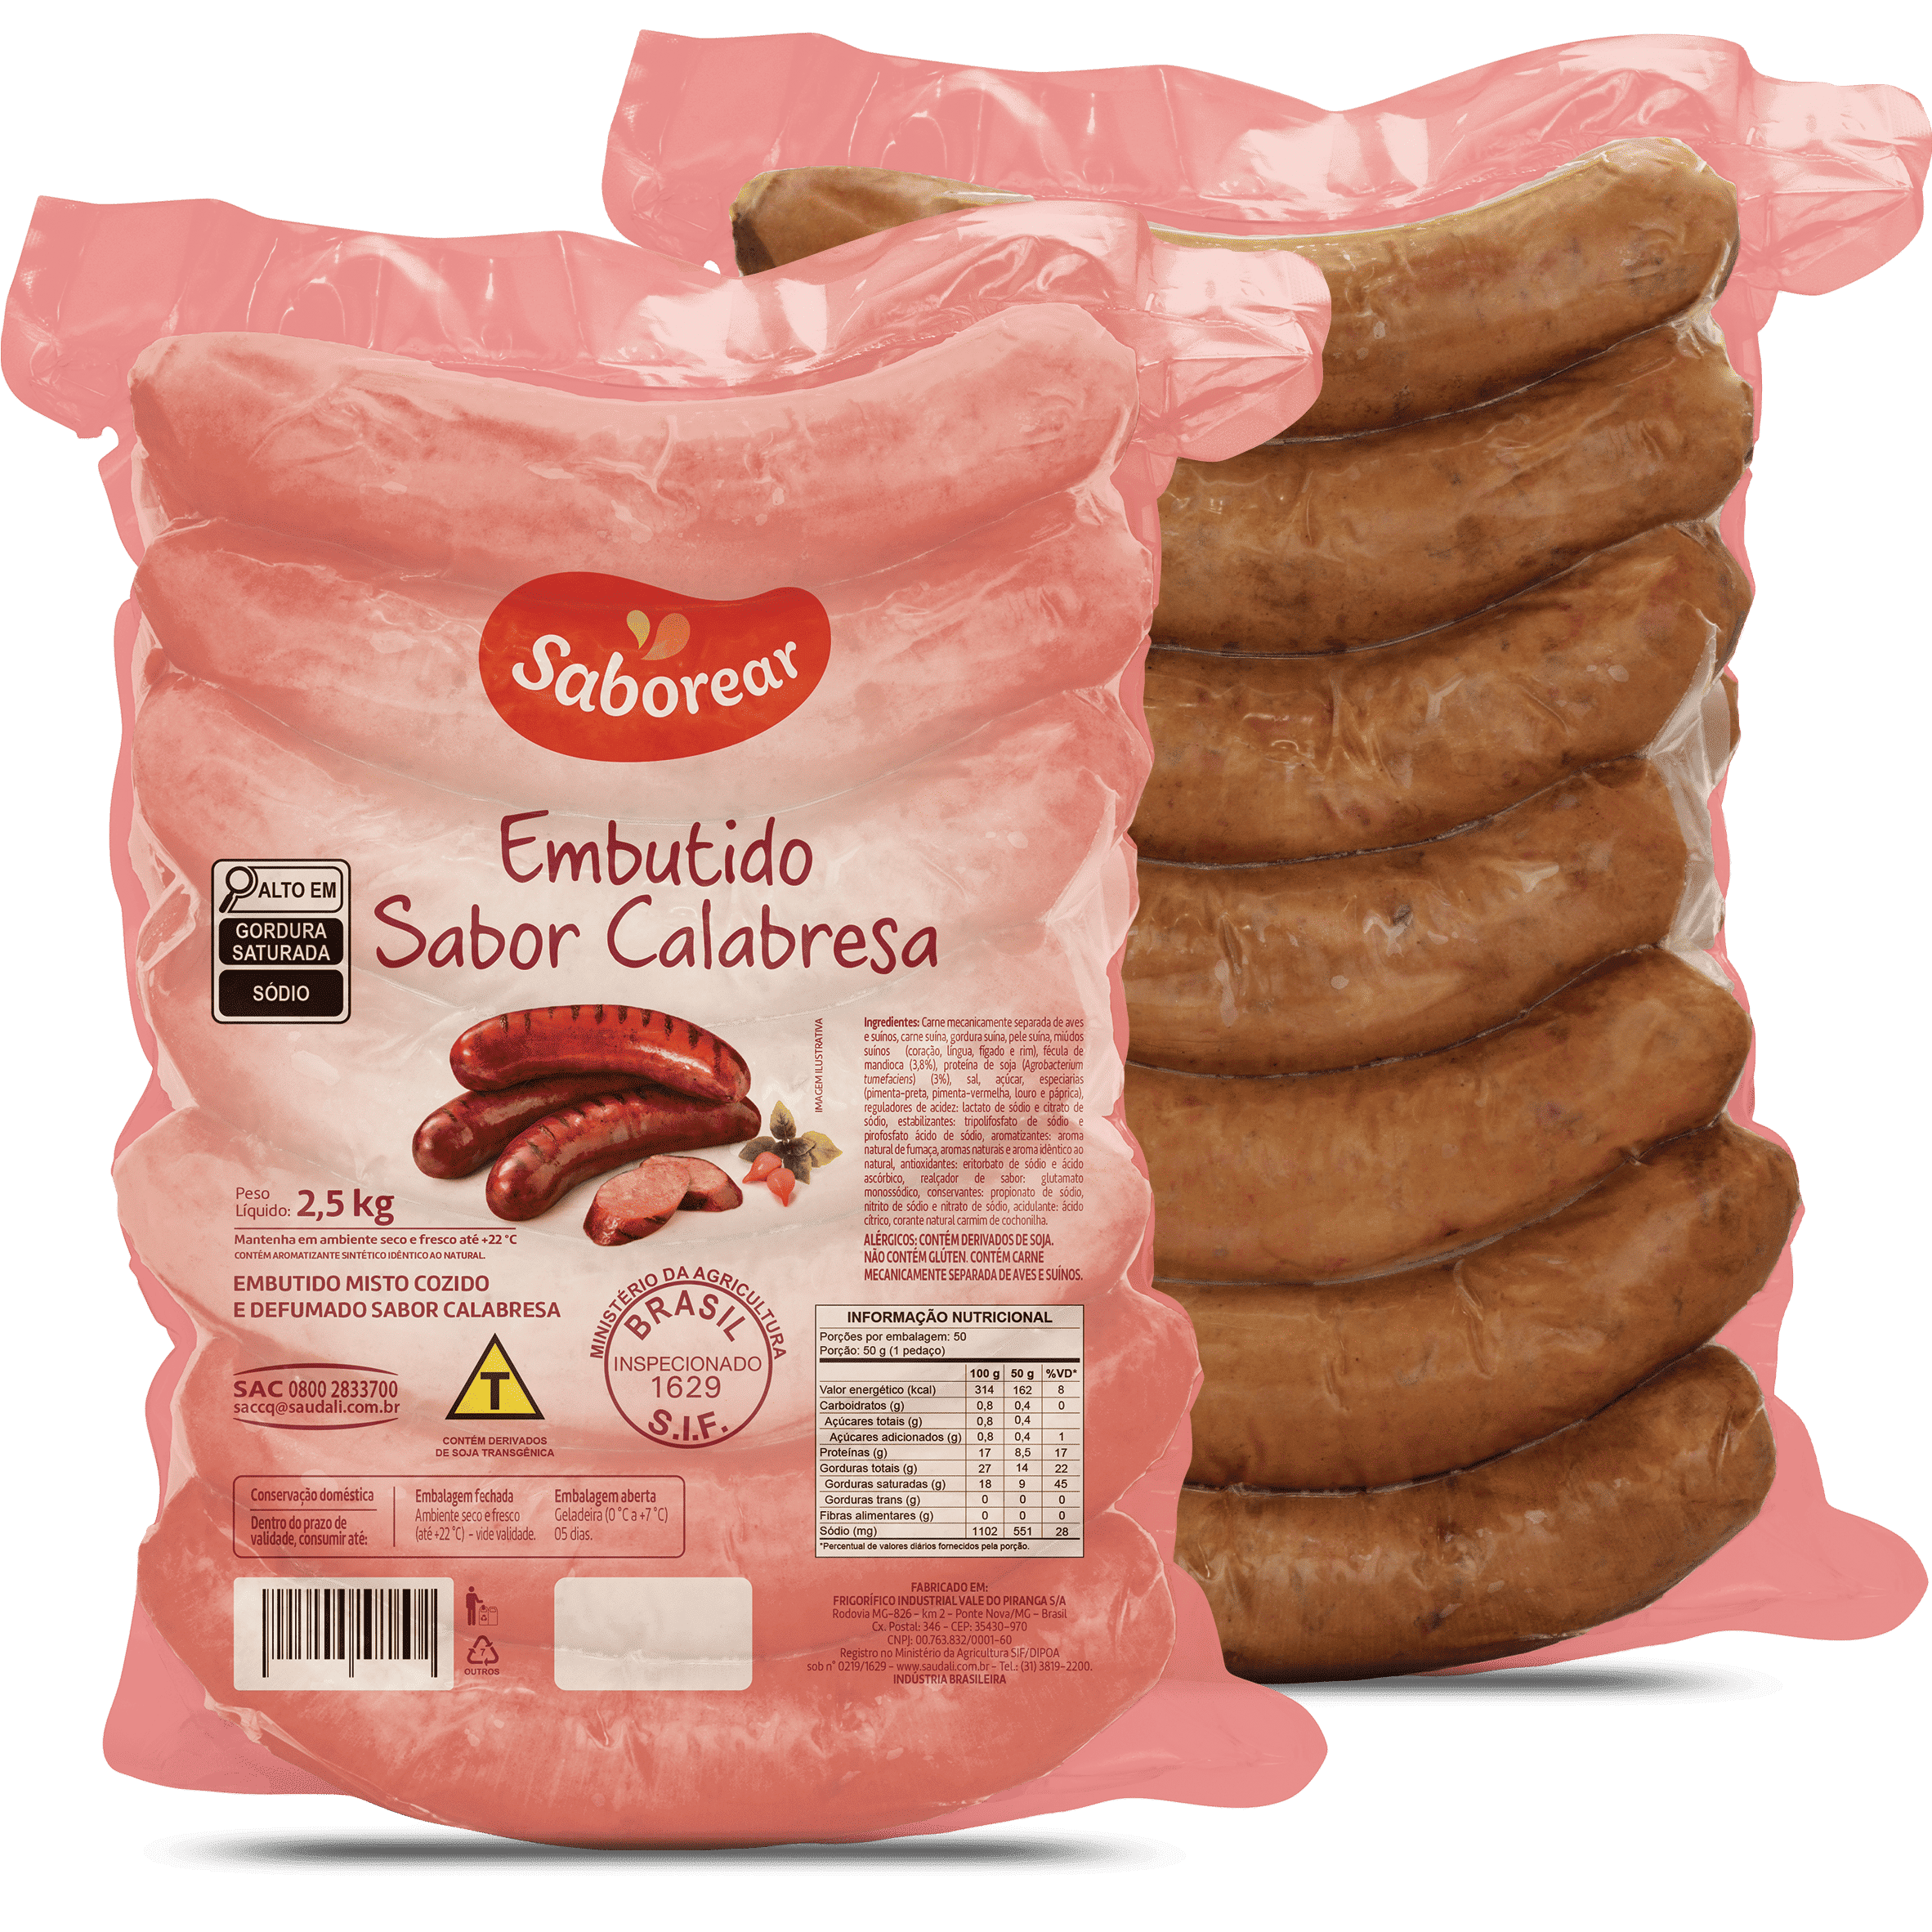 Saborear
Embutido
Sabor Calabresa
ALTO EM
GORDURA
SATURADA
SÓDIO
IMAGEM ILUSTRATIVA
Ingredientes: Carne mecanicamente separada de aves
e suínos, carne suína, gordura suína, pele suína, miúdos
suínos (coração, língua, fígado e rim), fécula de
mandioca (3,8%), proteína de soja (Agrobacterium
tumefaciens) (3%), sal, açúcar, especiarias
(pimenta-preta, pimenta-vermelha, louro e páprica),
reguladores de acidez: lactato de sódio e citrato de
sódio, estabilizantes: tripolifosfato de sódio e
pirofosfato ácido de sódio, aromatizantes: aroma
natural de fumaça, aromas naturais e aroma idêntico ao
natural, antioxidantes: eritorbato de sódio e ácido
ascórbico, realçador de sabor: glutamato
monossódico, conservantes: propionato de sódio,
nitrito de sódio e nitrato de sódio, acidulante: ácido
cítrico, corante natural carmim de cochonilha.
ALÉRGICOS: CONTÉM DERIVADOS DE SOJA.
NÃO CONTÉM GLÚTEN. CONTÉM CARNE
MECANICAMENTE SEPARADA DE AVES E SUÍNOS.
Peso
Líquido: 2,5 kg
Mantenha em ambiente seco e fresco até +22 °C
CONTÉM AROMATIZANTE SINTÉTICO IDÊNTICO AO NATURAL.
EMBUTIDO MISTO COZIDO
E DEFUMADO SABOR CALABRESA
SAC 0800 2833700
saccq@saudali.com.br
T
CONTÉM DERIVADOS
DE SOJA TRANSGÊNICA
MINISTÉRIO DA AGRICULTURA
BRASIL
INSPECIONADO
1629
S.I.F.
INFORMAÇÃO NUTRICIONAL
Porções por embalagem: 50
Porção: 50 g (1 pedaço)
100 g 50 g %VD*
Valor energético (kcal) 314 162 8
Carboidratos (g) 0,8 0,4 0
Açúcares totais (g) 0,8 0,4
Açúcares adicionados (g) 0,8 0,4 1
Proteínas (g) 17 8,5 17
Gorduras totais (g) 27 14 22
Gorduras saturadas (g) 18 9 45
Gorduras trans (g) 0 0 0
Fibras alimentares (g) 0 0 0
Sódio (mg) 1102 551 28
*Percentual de valores diários fornecidos pela porção.
Conservação doméstica
Dentro do prazo de
validade, consumir até:
Embalagem fechada
Ambiente seco e fresco
(até +22 °C) - vide validade.
Embalagem aberta
Geladeira (0 °C a +7 °C)
05 dias.
7
OUTROS
FABRICADO EM:
FRIGORÍFICO INDUSTRIAL VALE DO PIRANGA S/A
Rodovia MG-826 - km 2 - Ponte Nova/MG - Brasil
Cx. Postal: 346 - CEP: 35430-970
CNPJ: 00.763.832/0001-60
Registro no Ministério da Agricultura SIF/DIPOA
sob n° 0219/1629 - www.saudali.com.br - Tel.: (31) 3819-2200.
INDÚSTRIA BRASILEIRA